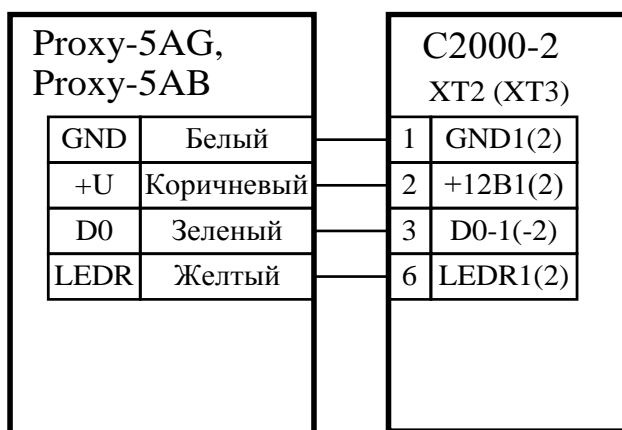 Proxy-5AG,
Proxy-5AB
GND Белый
+U Коричневый
D0 Зеленый
LEDR Желтый
C2000-2
XT2 (XT3)
1 GND1(2)
2 +12В1(2)
3 D0-1(-2)
6 LEDR1(2)